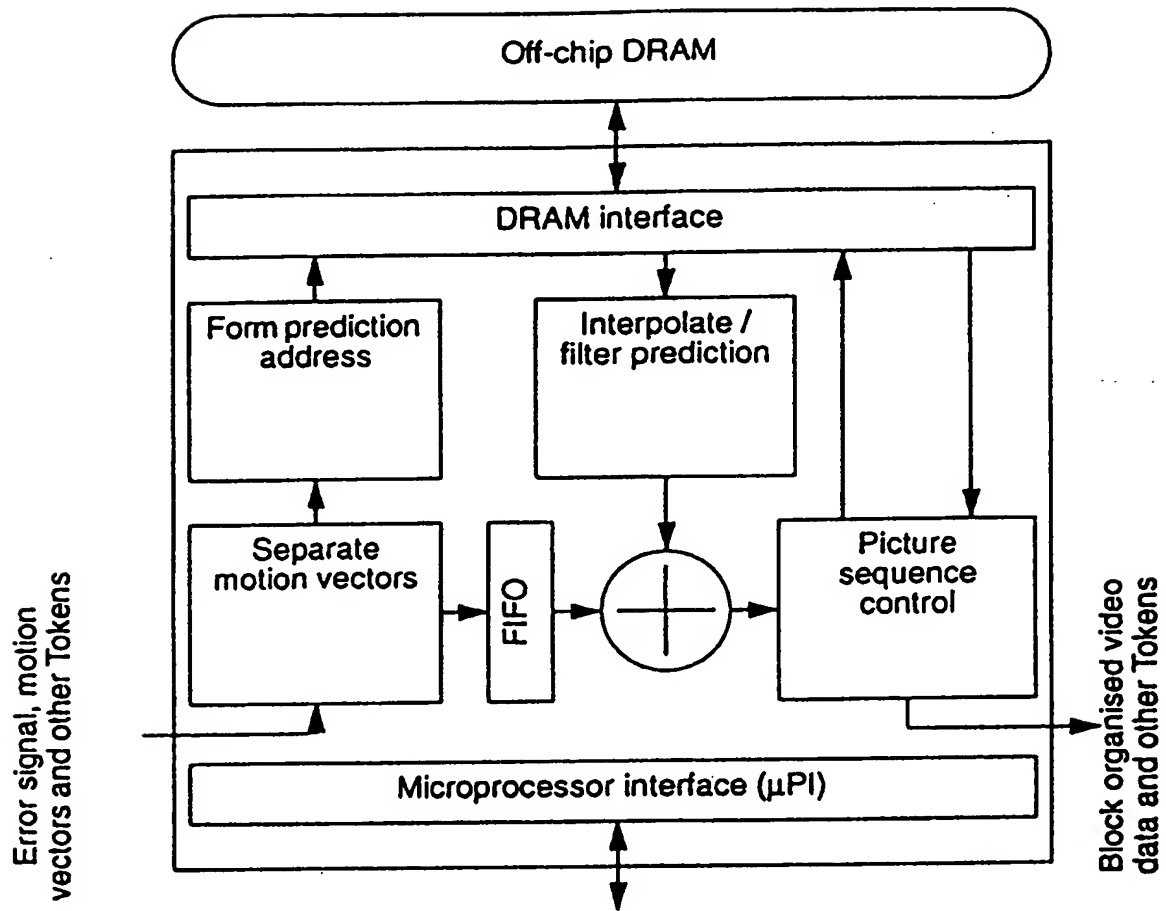 Off-chip DRAM
DRAM interface
Form prediction
address
Interpolate /
filter prediction
Separate
motion vectors
FIFO
Picture
sequence
control
Error signal, motion
vectors and other Tokens
Block organised video
data and other Tokens
Microprocessor interface (µPI)